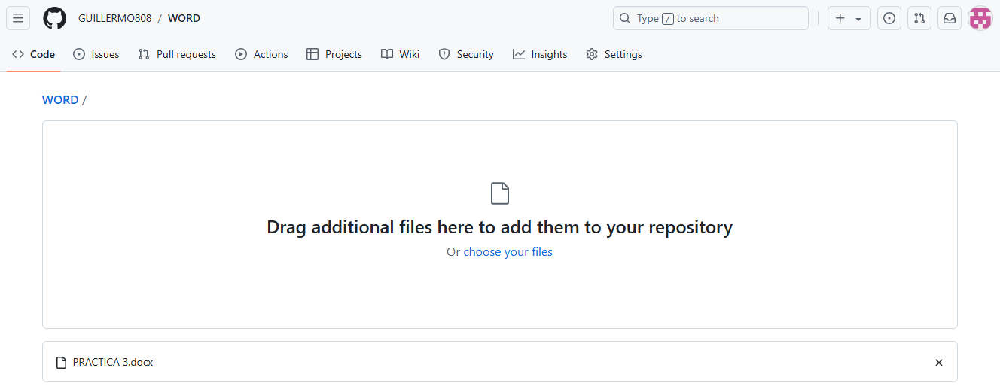 GUILLERMO808 / WORD
Type / to search
Code Issues Pull requests Actions Projects Wiki Security Insights Settings
WORD /
Drag additional files here to add them to your repository
Or choose your files
PRACTICA 3.docx